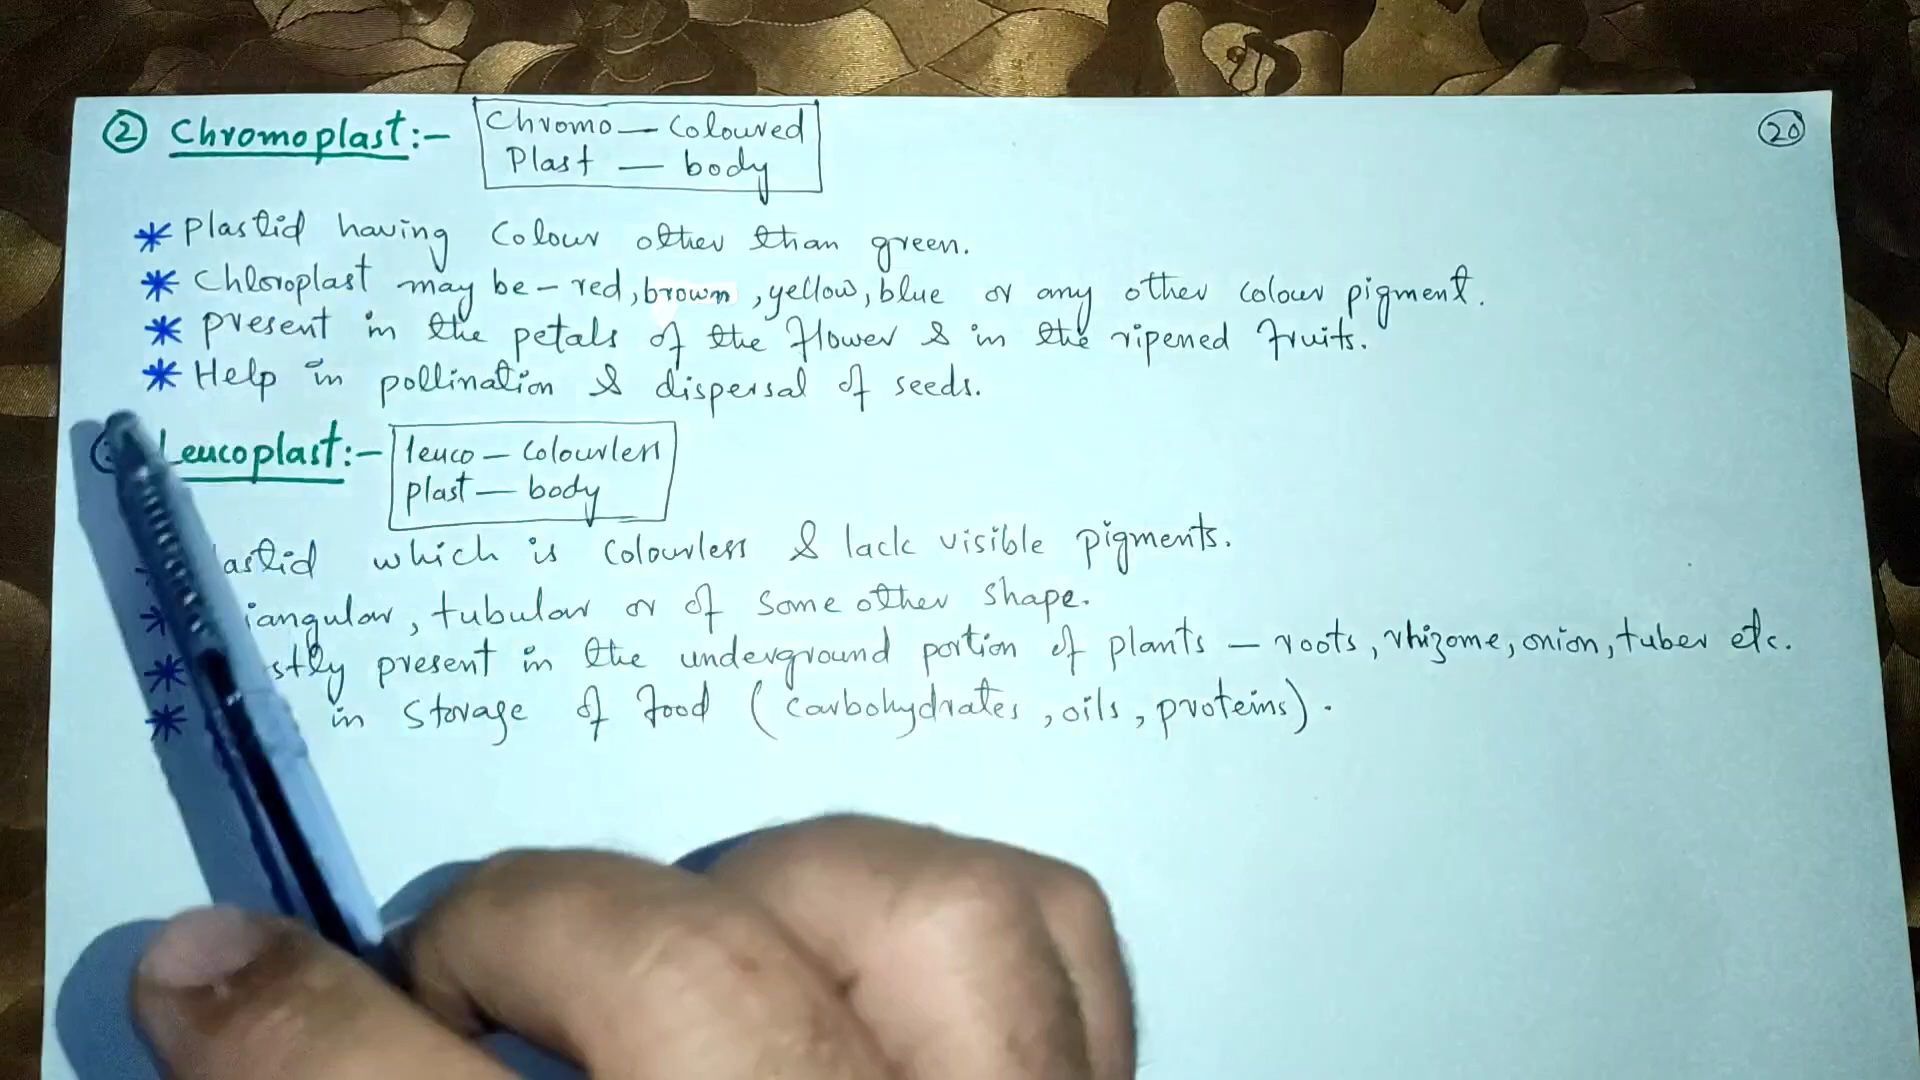 ② Chromoplast:- Chromo — Coloured
Plast — body
20
* Plastid having Colour other than green.
* Chloroplast may be – red, brown, yellow, blue or any other colour pigment.
* present in the petals of the flower & in the ripened fruits.
* Help in pollination & dispersal of seeds.
Leucoplast:- leuco – Colourless
plast — body
which is Colourless & lack visible pigments.
, tubular or of some other shape.
* present in the underground portion of plants – roots, rhizome, onion, tuber etc.
* in Storage of food (carbohydrates, oils, proteins).